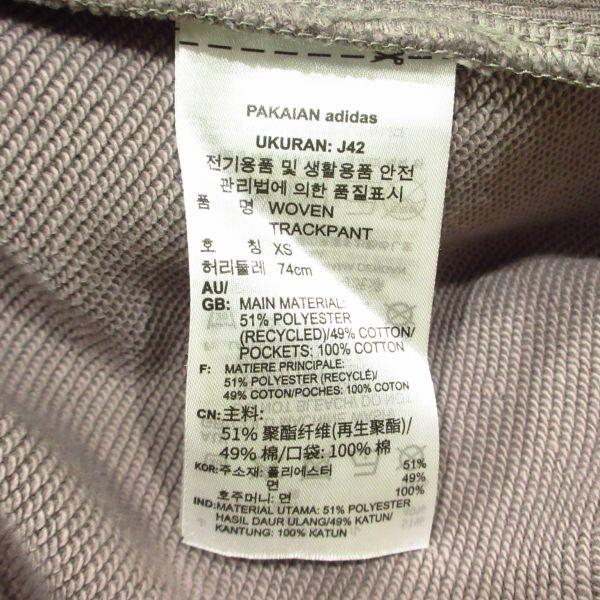 PAKAIAN adidas
UKURAN: J42
전기용품 및 생활용품 안전
관리법에 의한 품질표시
품 명 WOVEN
TRACKPANT
호 칭 XS
허리둘레 74cm
AU/
GB: MAIN MATERIAL:
51% POLYESTER
(RECYCLED)/49% COTTON/
POCKETS: 100% COTTON
F: MATIERE PRINCIPALE:
51% POLYESTER (RECYCLÉ)/
49% COTON/POCHES: 100% COTON
CN: 主料:
51% 聚酯纤维(再生聚酯)/
49% 棉/口袋: 100% 棉
KOR: 주소재: 폴리에스터 51%
면 49%
호주머니: 면 100%
IND: MATERIAL UTAMA: 51% POLYESTER
HASIL DAUR ULANG/49% KATUN/
KANTUNG: 100% KATUN